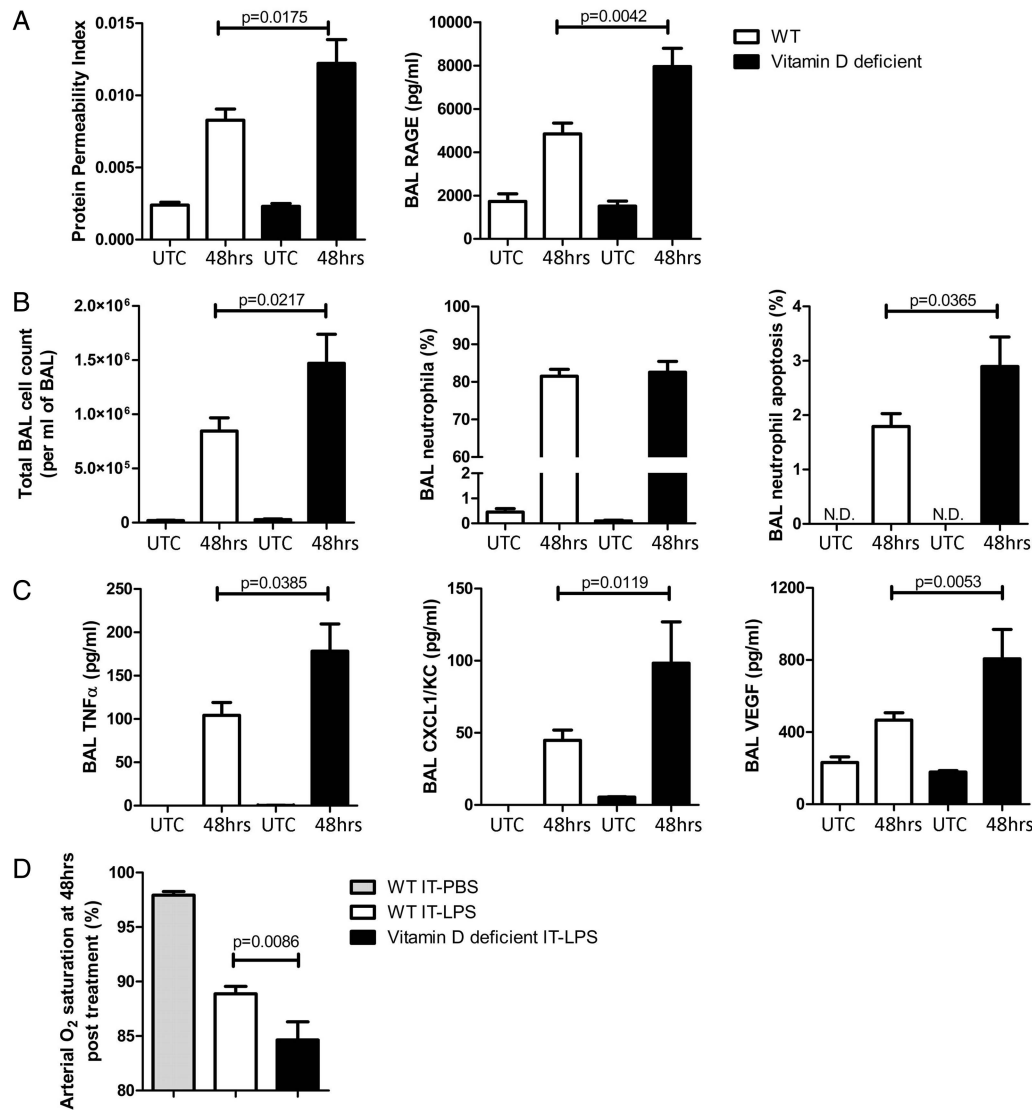 A
Protein Permeability Index
0.015
0.010
0.005
0.000
p=0.0175
UTC 48hrs UTC 48hrs
BAL RAGE (pg/ml)
10000
8000
6000
4000
2000
0
p=0.0042
UTC 48hrs UTC 48hrs
WT
Vitamin D deficient
B
Total BAL cell count
(per ml of BAL)
2.0×10⁶
1.5×10⁶
1.0×10⁶
5.0×10⁵
0
p=0.0217
UTC 48hrs UTC 48hrs
BAL neutrophila (%)
100
90
80
70
60
2
1
0
UTC 48hrs UTC 48hrs
BAL neutrophil apoptosis (%)
4
3
2
1
0
p=0.0365
N.D. N.D.
UTC 48hrs UTC 48hrs
C
BAL TNFα (pg/ml)
250
200
150
100
50
0
p=0.0385
UTC 48hrs UTC 48hrs
BAL CXCL1/KC (pg/ml)
150
100
50
0
p=0.0119
UTC 48hrs UTC 48hrs
BAL VEGF (pg/ml)
1200
800
400
0
p=0.0053
UTC 48hrs UTC 48hrs
D
Arterial O₂ saturation at 48hrs
post treatment (%)
100
95
90
85
80
p=0.0086
WT IT-PBS
WT IT-LPS
Vitamin D deficient IT-LPS